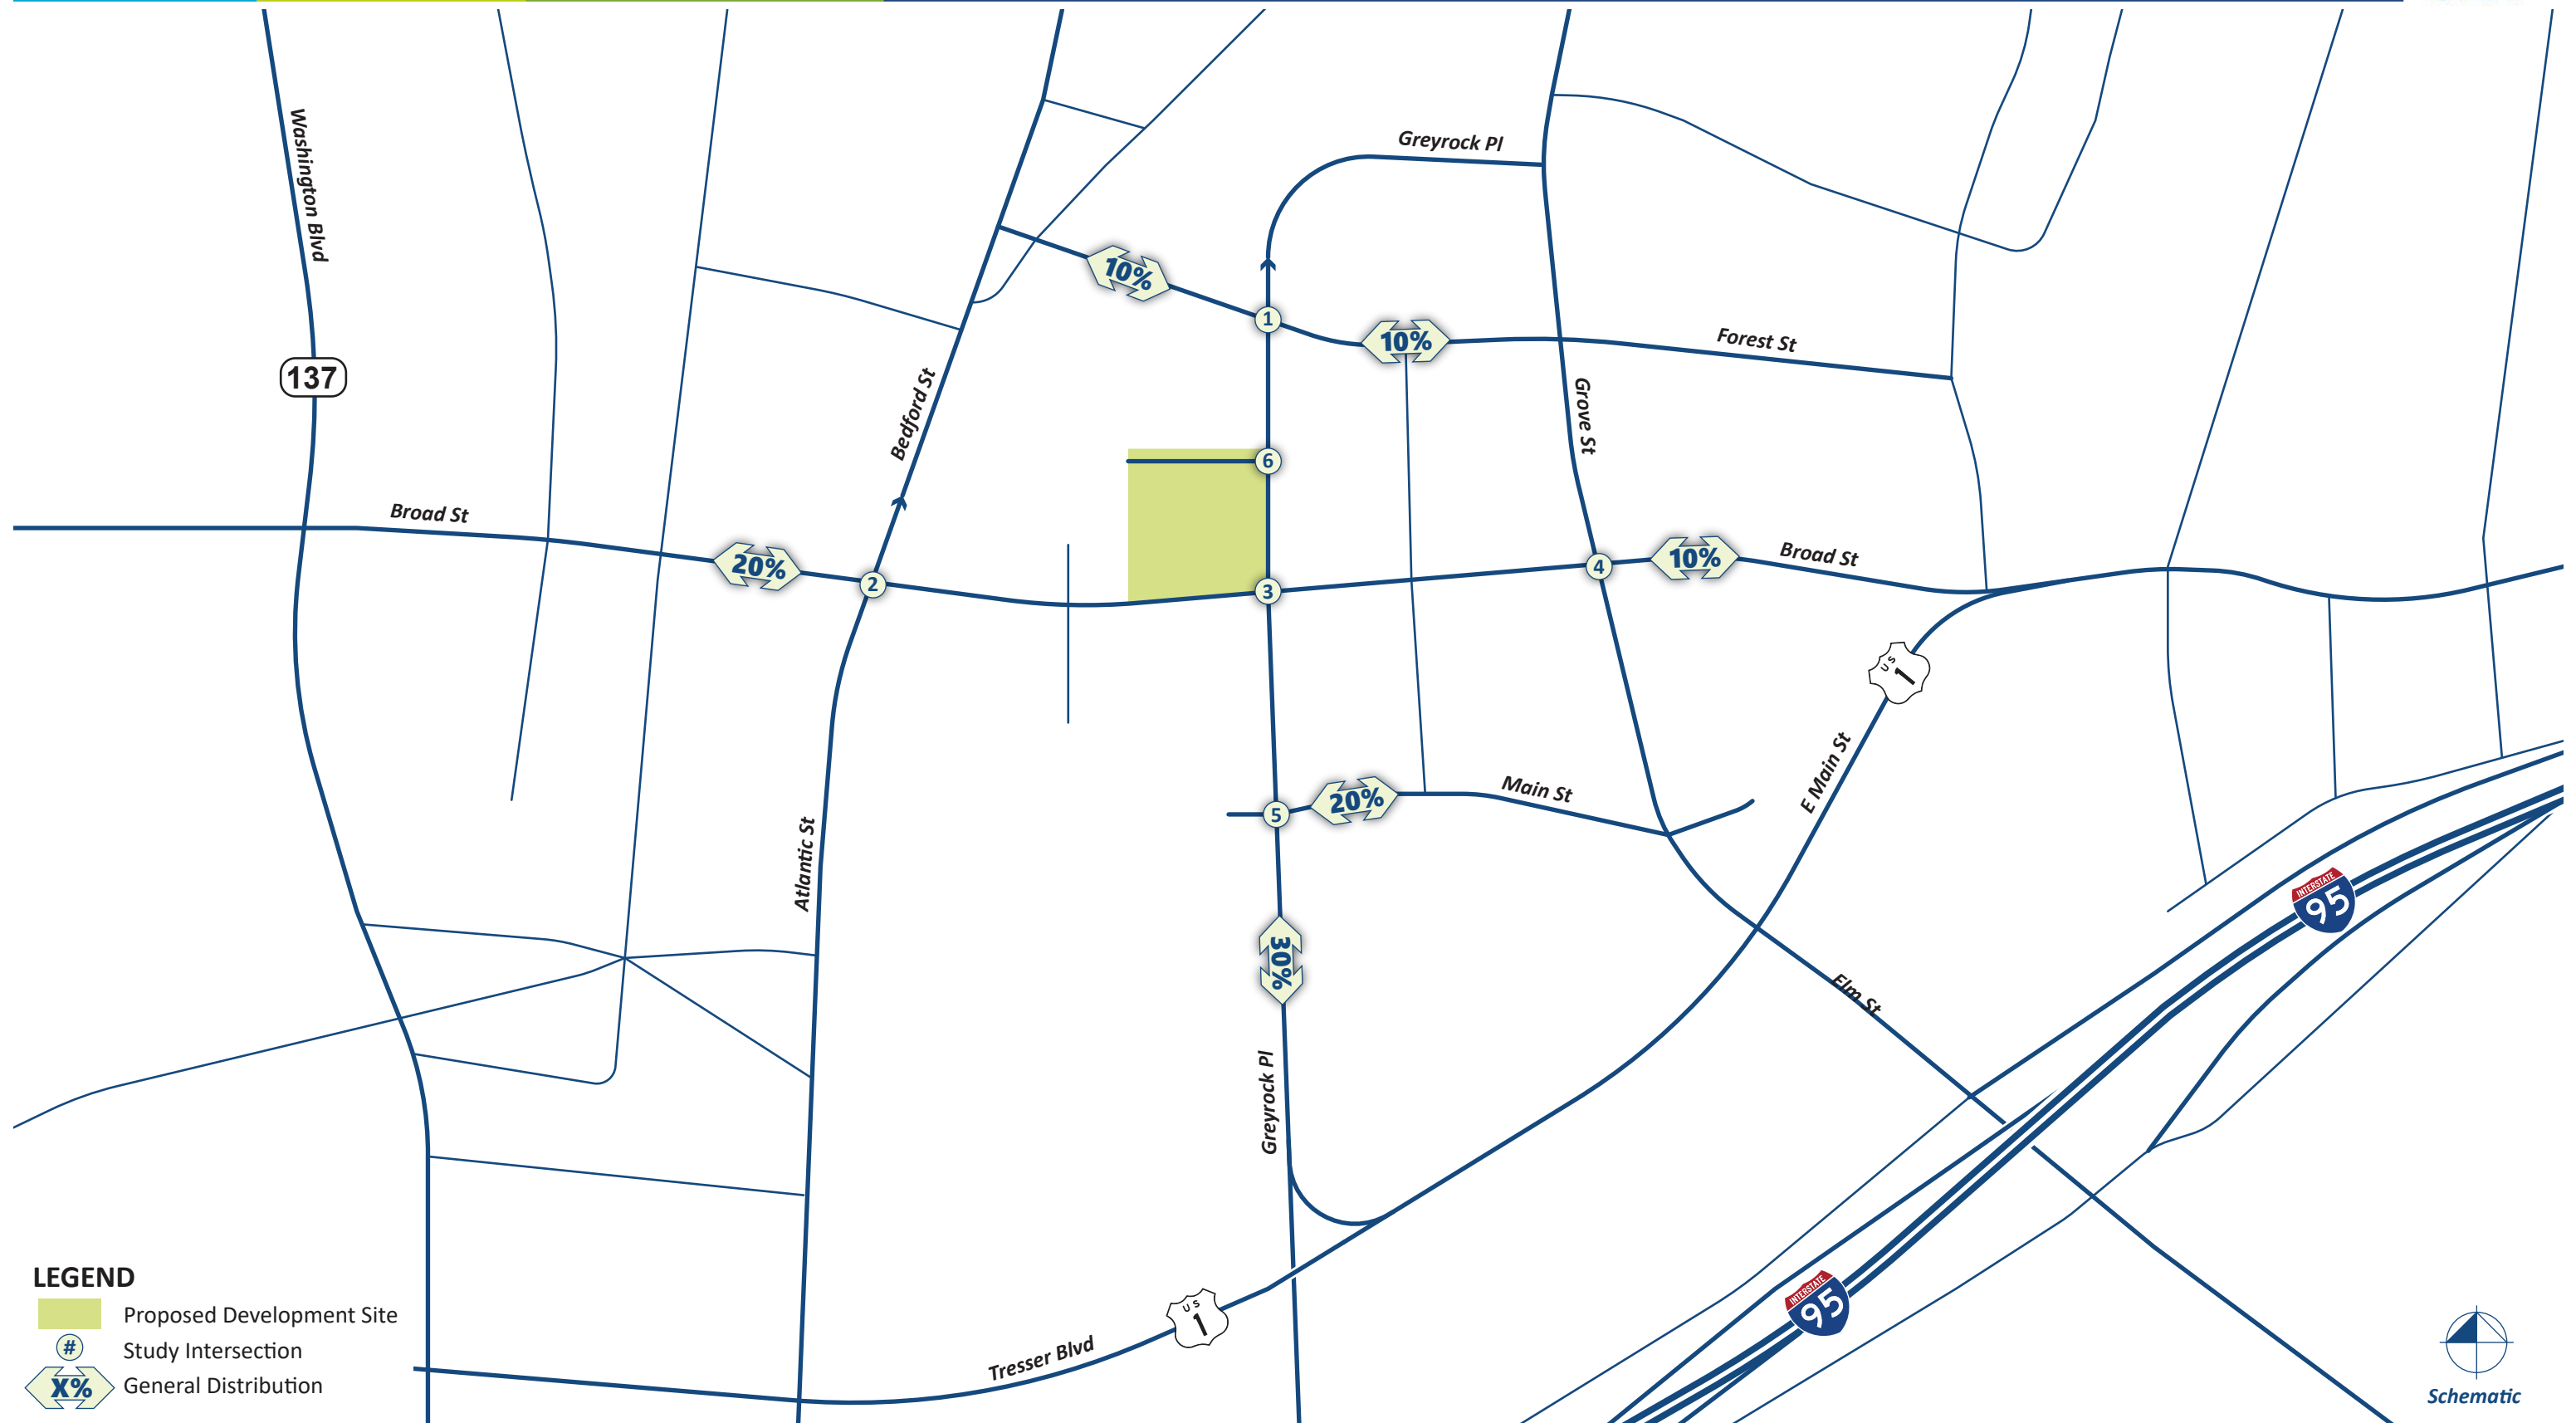 Washington Blvd
Greyrock Pl
10%
1
10%
Forest St
137
Bedford St
Grove St
6
Broad St
20%
2
3
4
10%
Broad St
US
1
E Main St
5
20%
Main St
Atlantic St
30%
INTERSTATE
95
Elm St
Greyrock Pl
INTERSTATE
95
US
1
Tresser Blvd
LEGEND
Proposed Development Site
# Study Intersection
X% General Distribution
Schematic